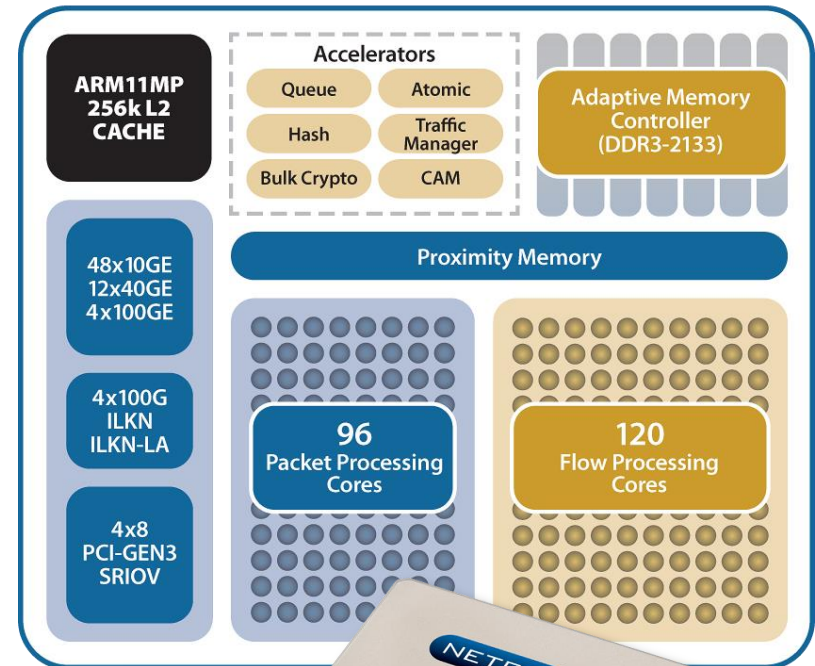 ARM11MP
256k L2
CACHE
Accelerators
Queue
Atomic
Hash
Traffic
Manager
Bulk Crypto
CAM
Adaptive Memory
Controller
(DDR3-2133)
Proximity Memory
48x10GE
12x40GE
4x100GE
4x100G
ILKN
ILKN-LA
4x8
PCI-GEN3
SRIOV
96
Packet Processing
Cores
120
Flow Processing
Cores